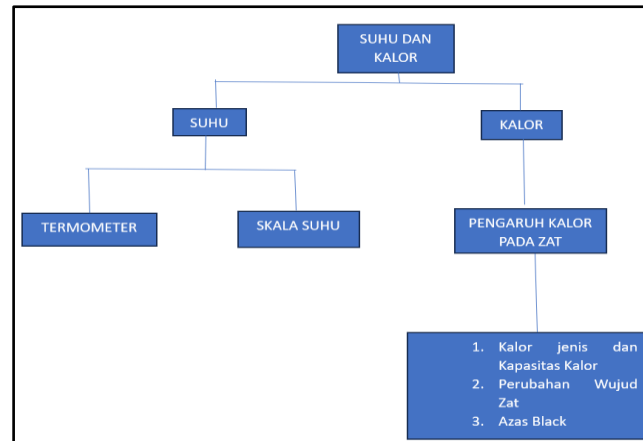 SUHU DAN
KALOR
SUHU
KALOR
TERMOMETER
SKALA SUHU
PENGARUH KALOR
PADA ZAT
1. Kalor jenis dan
Kapasitas Kalor
2. Perubahan Wujud
Zat
3. Azas Black